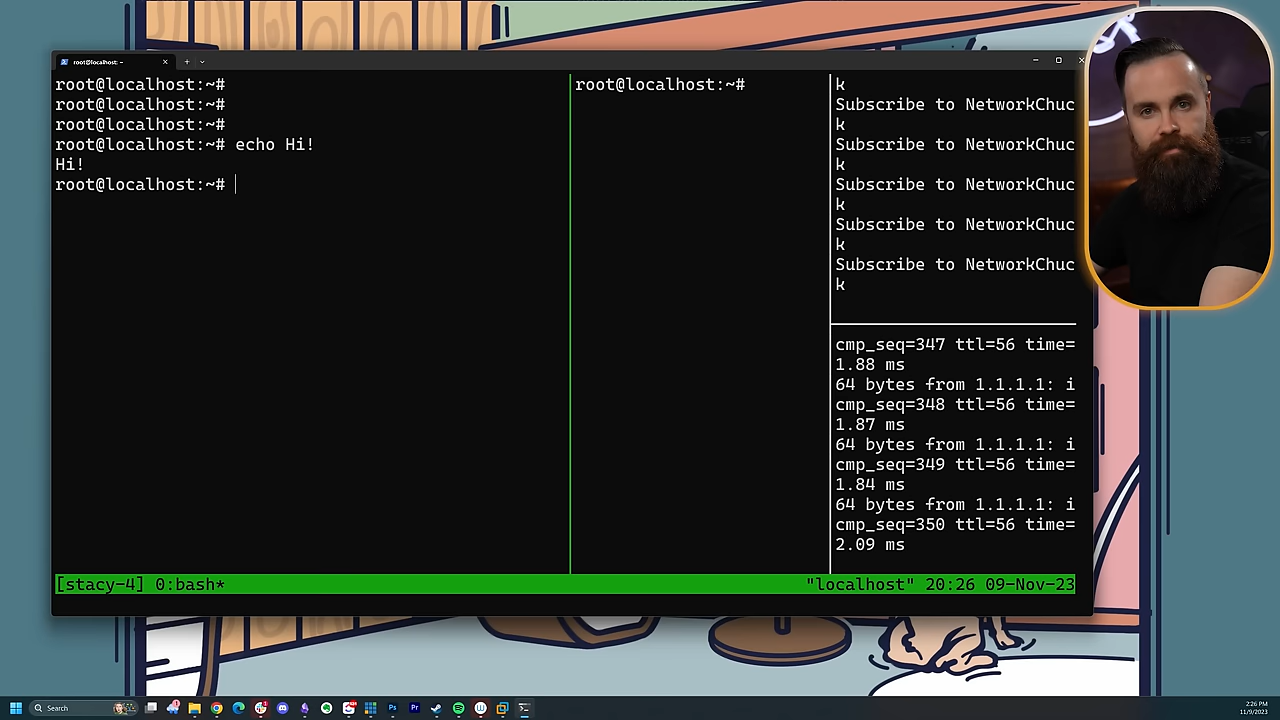 root@localhost: ~
root@localhost:~#
root@localhost:~#
root@localhost:~#
root@localhost:~# echo Hi!
Hi!
root@localhost:~#
root@localhost:~#
k
Subscribe to NetworkChuc
k
Subscribe to NetworkChuc
k
Subscribe to NetworkChuc
k
Subscribe to NetworkChuc
k
Subscribe to NetworkChuc
k
cmp_seq=347 ttl=56 time=
1.88 ms
64 bytes from 1.1.1.1: i
cmp_seq=348 ttl=56 time=
1.87 ms
64 bytes from 1.1.1.1: i
cmp_seq=349 ttl=56 time=
1.84 ms
64 bytes from 1.1.1.1: i
cmp_seq=350 ttl=56 time=
2.09 ms
[stacy-4] 0:bash* "localhost" 20:26 09-Nov-23
Search
2:26 PM
11/9/2023